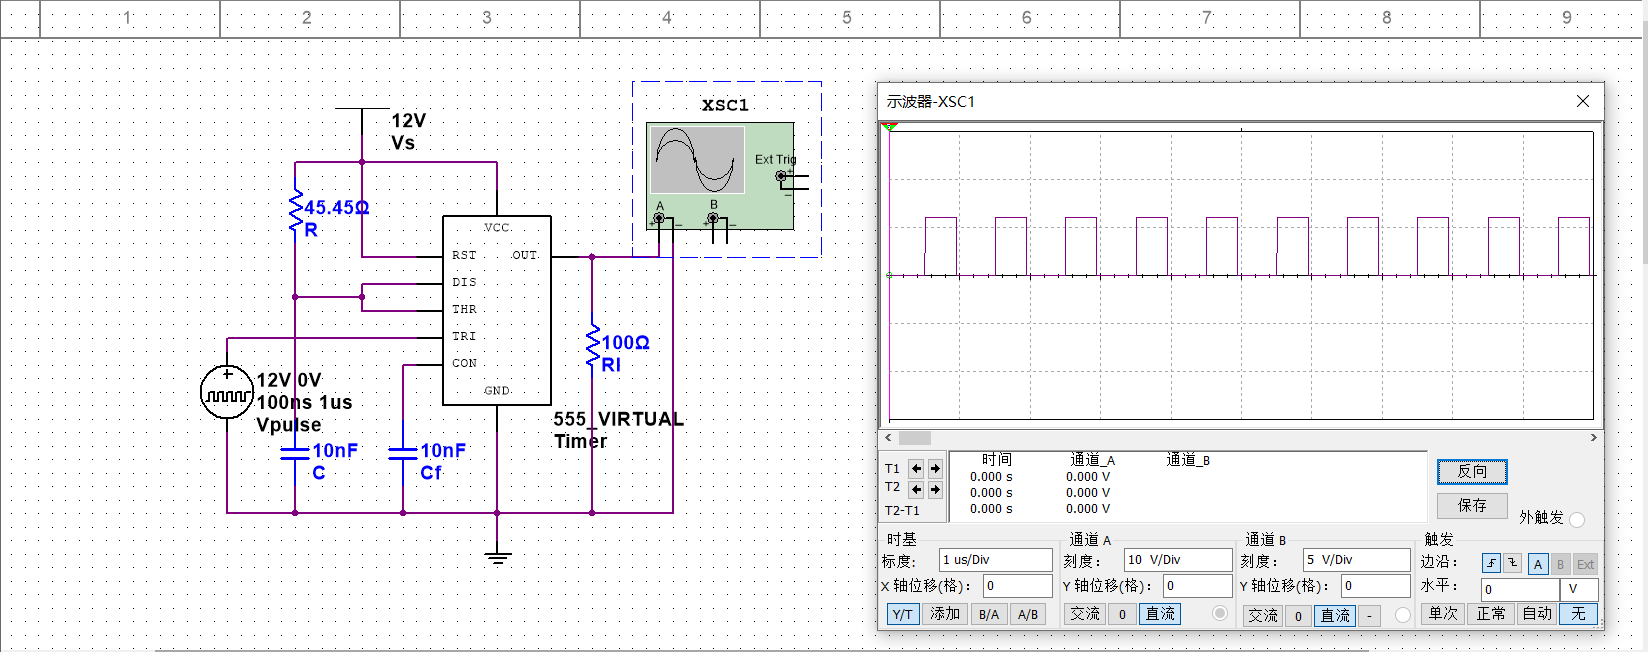 1 2 3 4 5 6 7 8 9
12V
Vs
45.45Ω
R
VCC
RST
OUT
DIS
THR
TRI
CON
GND
12V 0V
100ns 1us
Vpulse
10nF
C
10nF
Cf
555_VIRTUAL
Timer
100Ω
Rl
XSC1
Ext Trig
+
−
A
B
+ − + −
示波器-XSC1
T1
T2
T2-T1
时间 通道_A 通道_B
0.000 s 0.000 V
0.000 s 0.000 V
0.000 s 0.000 V
反向
保存
外触发
时基
标度: 1 us/Div
X 轴位移(格): 0
Y/T 添加 B/A A/B
通道 A
刻度: 10 V/Div
Y 轴位移(格): 0
交流 0 直流
通道 B
刻度: 5 V/Div
Y 轴位移(格): 0
交流 0 直流 -
触发
边沿: A B Ext
水平: 0 V
单次 正常 自动 无